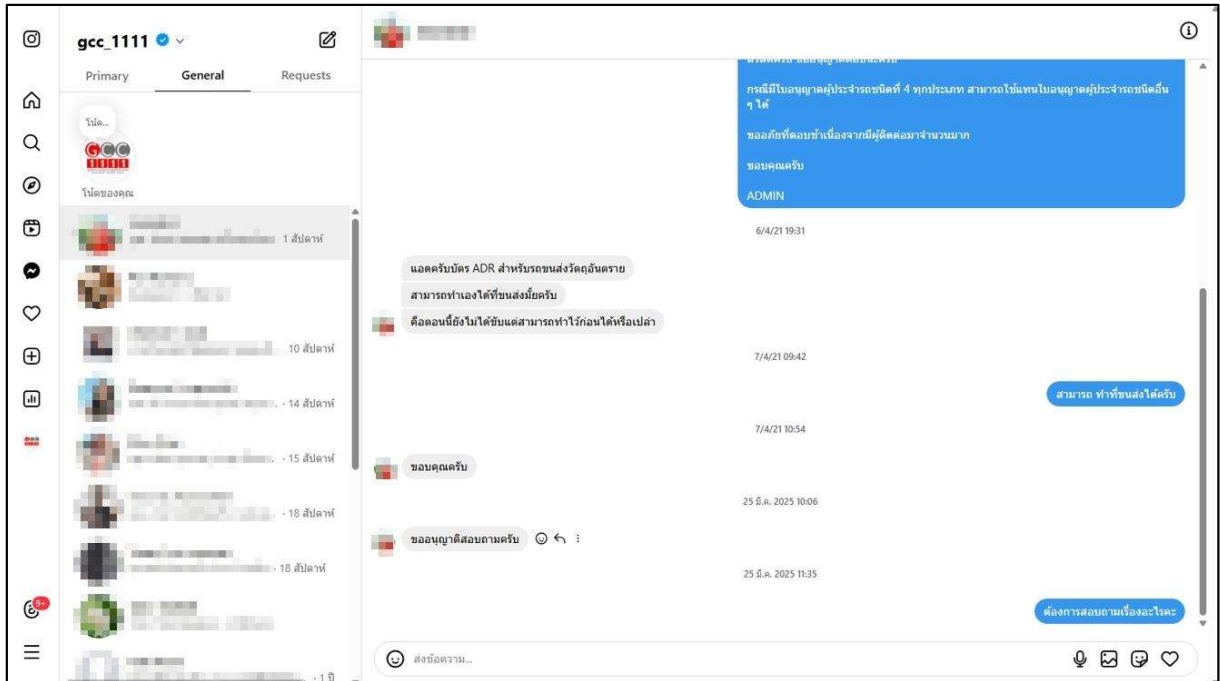 gcc_1111
Primary General Requests
โน้ต...
GCC
1111
โน้ตของคุณ
1 สัปดาห์
10 สัปดาห์
14 สัปดาห์
15 สัปดาห์
18 สัปดาห์
18 สัปดาห์
1 ปี
9+
กรณีมีใบอนุญาตผู้ประจำรถชนิดที่ 4 ทุกประเภท สามารถใช้แทนใบอนุญาตผู้ประจำรถชนิดอื่น
ๆ ได้
ขออภัยที่ตอบช้าเนื่องจากมีผู้ติดต่อมาจำนวนมาก
ขอบคุณครับ
ADMIN
6/4/21 19:31
แอดครับบัตร ADR สำหรับรถขนส่งวัตถุอันตราย
สามารถทำเองได้ที่ขนส่งมั้ยครับ
คือตอนนี้ยังไม่ได้ขับแต่สามารถทำไว้ก่อนได้หรือเปล่า
7/4/21 09:42
สามารถ ทำที่ขนส่งได้ครับ
7/4/21 10:54
ขอบคุณครับ
25 มี.ค. 2025 10:06
ขออนุญาติสอบถามครับ
25 มี.ค. 2025 11:35
ต้องการสอบถามเรื่องอะไรคะ
ส่งข้อความ...